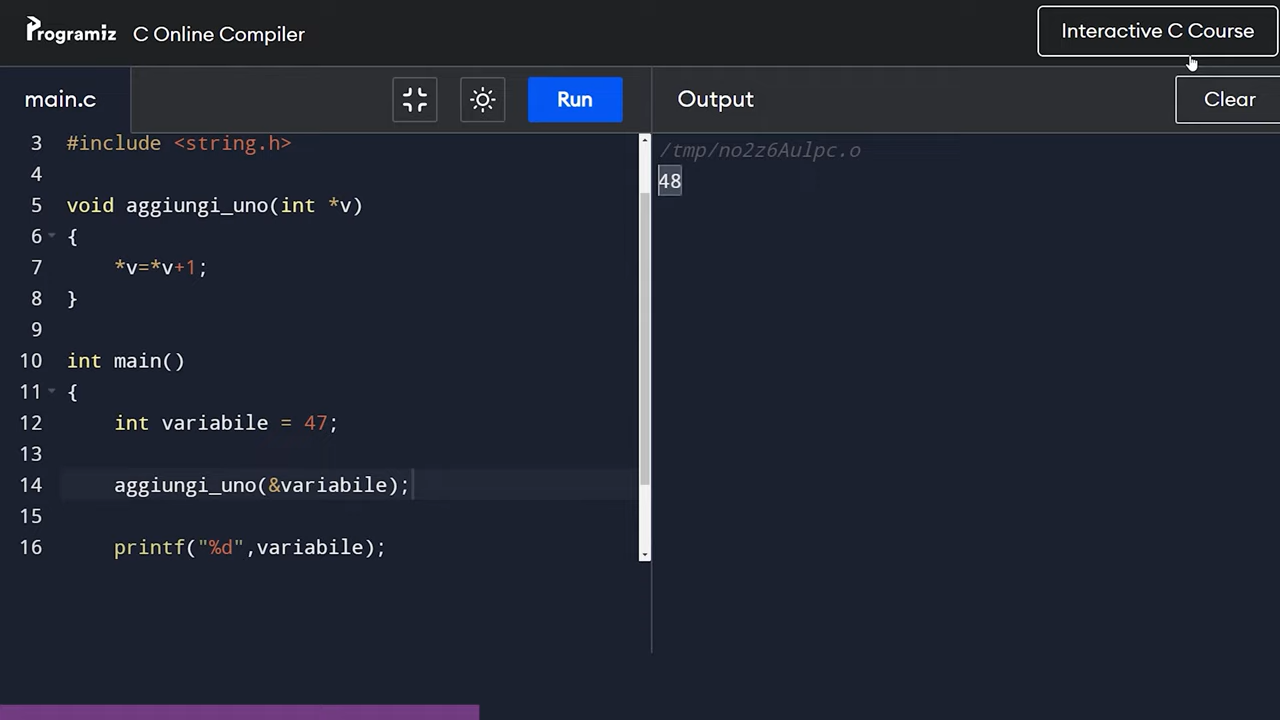 Programiz C Online Compiler
Interactive C Course
main.c
Run
Output
Clear
3 #include <string.h>
4
5 void aggiungi_uno(int *v)
6 {
7 *v=*v+1;
8 }
9
10 int main()
11 {
12 int variabile = 47;
13
14 aggiungi_uno(&variabile);
15
16 printf("%d",variabile);
/tmp/no2z6Aulpc.o
48